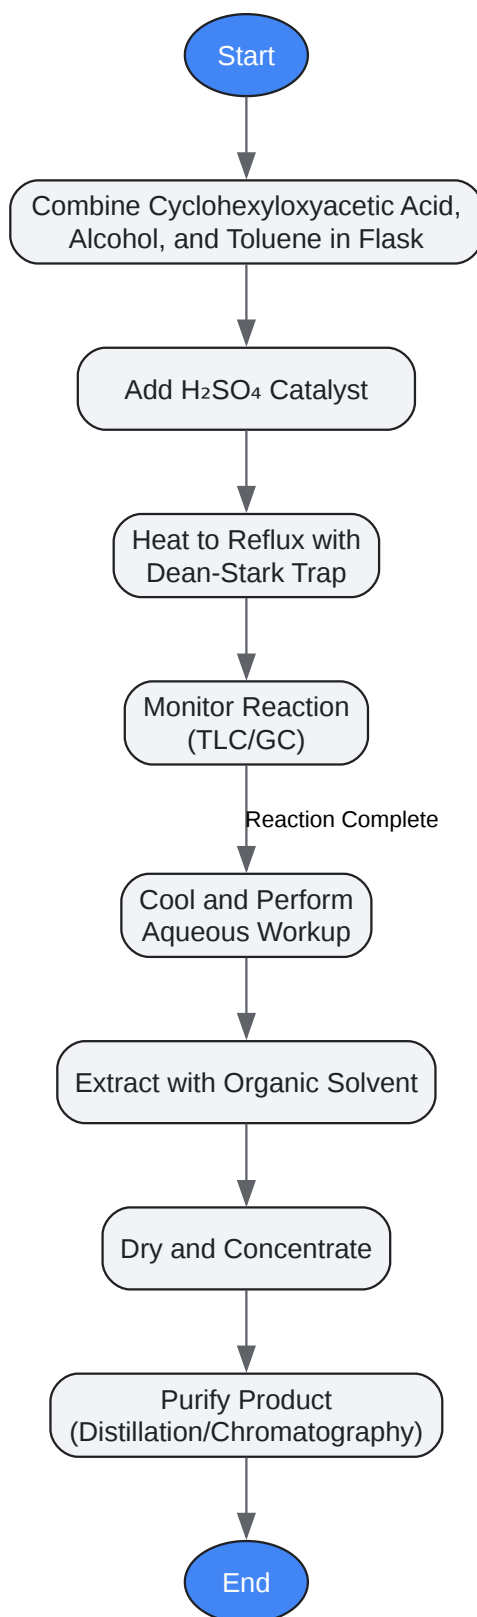 Start
Combine Cyclohexyloxyacetic Acid,
Alcohol, and Toluene in Flask
Add H₂SO₄ Catalyst
Heat to Reflux with
Dean-Stark Trap
Monitor Reaction
(TLC/GC)
Reaction Complete
Cool and Perform
Aqueous Workup
Extract with Organic Solvent
Dry and Concentrate
Purify Product
(Distillation/Chromatography)
End